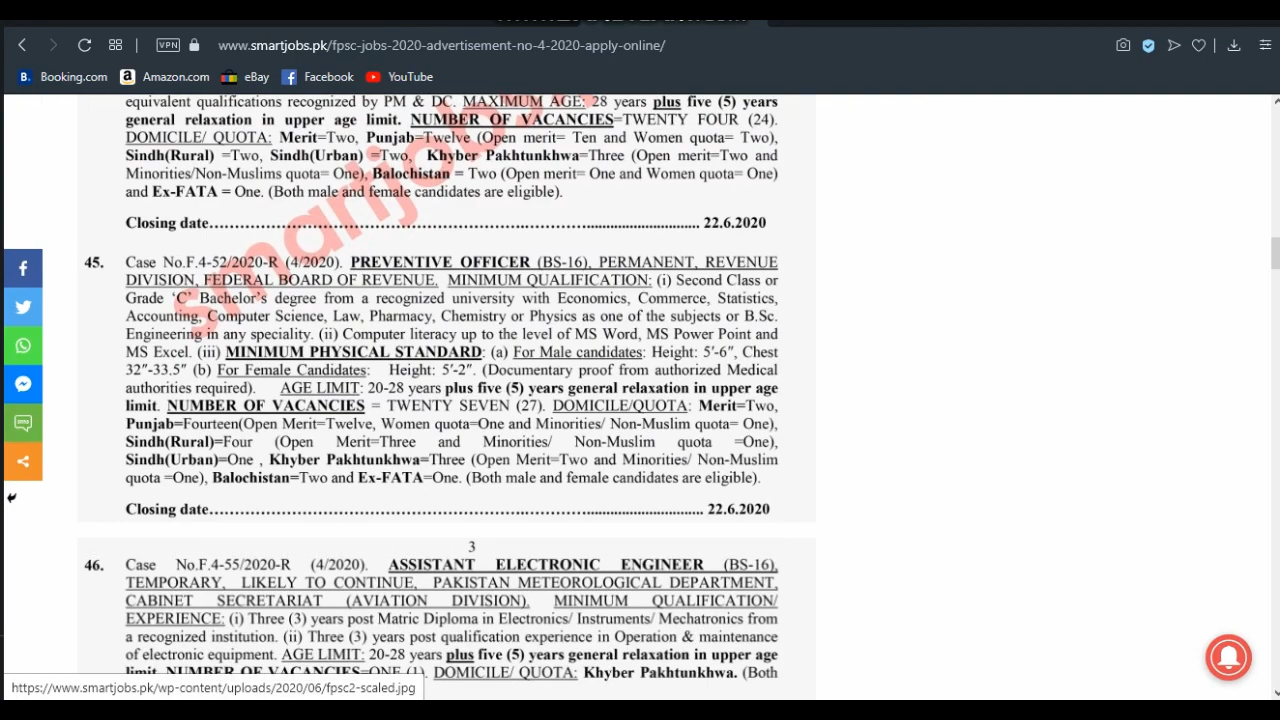 www.smartjobs.pk/fpsc-jobs-2020-advertisement-no-4-2020-apply-online/
VPN
B. Booking.com
a Amazon.com
eBay
Facebook
YouTube
equivalent qualifications recognized by PM & DC. MAXIMUM AGE: 28 years plus five (5) years
general relaxation in upper age limit. NUMBER OF VACANCIES=TWENTY FOUR (24).
DOMICILE/ QUOTA: Merit=Two, Punjab=Twelve (Open merit= Ten and Women quota= Two),
Sindh(Rural) =Two, Sindh(Urban) =Two, Khyber Pakhtunkhwa=Three (Open merit=Two and
Minorities/Non-Muslims quota= One), Balochistan = Two (Open merit= One and Women quota= One)
and Ex-FATA = One. (Both male and female candidates are eligible).
Closing date……………………………………………………..……….............................. 22.6.2020
45. Case No.F.4-52/2020-R (4/2020). PREVENTIVE OFFICER (BS-16), PERMANENT, REVENUE
DIVISION, FEDERAL BOARD OF REVENUE. MINIMUM QUALIFICATION: (i) Second Class or
Grade ‘C’ Bachelor’s degree from a recognized university with Economics, Commerce, Statistics,
Accounting, Computer Science, Law, Pharmacy, Chemistry or Physics as one of the subjects or B.Sc.
Engineering in any speciality. (ii) Computer literacy up to the level of MS Word, MS Power Point and
MS Excel. (iii) MINIMUM PHYSICAL STANDARD: (a) For Male candidates: Height: 5′-6″, Chest
32″-33.5″ (b) For Female Candidates: Height: 5′-2″. (Documentary proof from authorized Medical
authorities required). AGE LIMIT: 20-28 years plus five (5) years general relaxation in upper age
limit. NUMBER OF VACANCIES = TWENTY SEVEN (27). DOMICILE/QUOTA: Merit=Two,
Punjab=Fourteen(Open Merit=Twelve, Women quota=One and Minorities/ Non-Muslim quota= One),
Sindh(Rural)=Four (Open Merit=Three and Minorities/ Non-Muslim quota =One),
Sindh(Urban)=One , Khyber Pakhtunkhwa=Three (Open Merit=Two and Minorities/ Non-Muslim
quota =One), Balochistan=Two and Ex-FATA=One. (Both male and female candidates are eligible).
Closing date……………………………………………………..……….............................. 22.6.2020
3
46. Case No.F.4-55/2020-R (4/2020). ASSISTANT ELECTRONIC ENGINEER (BS-16),
TEMPORARY, LIKELY TO CONTINUE, PAKISTAN METEOROLOGICAL DEPARTMENT,
CABINET SECRETARIAT (AVIATION DIVISION). MINIMUM QUALIFICATION/
EXPERIENCE: (i) Three (3) years post Matric Diploma in Electronics/ Instruments/ Mechatronics from
a recognized institution. (ii) Three (3) years post qualification experience in Operation & maintenance
of electronic equipment. AGE LIMIT: 20-28 years plus five (5) years general relaxation in upper age
limit. NUMBER OF VACANCIES=ONE (1). DOMICILE/ QUOTA: Khyber Pakhtunkhwa. (Both
smartjobs
https://www.smartjobs.pk/wp-content/uploads/2020/06/fpsc2-scaled.jpg